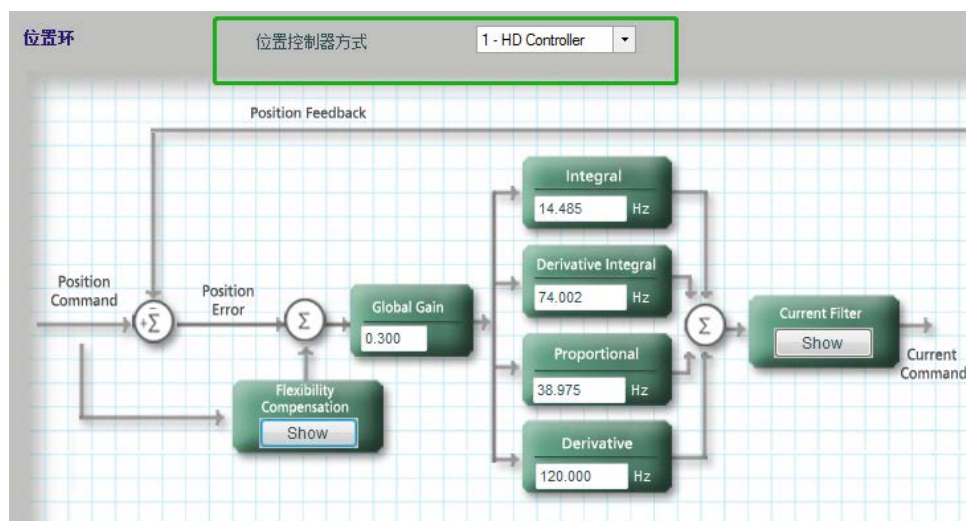 位置环
位置控制器方式
1 - HD Controller
Position Feedback
Integral
14.485 Hz
Position
Command
Position
Error
+
-
Σ
Σ
Global Gain
0.300
Derivative Integral
74.002 Hz
Σ
Current Filter
Show
Current
Command
Proportional
38.975 Hz
Flexibility
Compensation
Show
Derivative
120.000 Hz